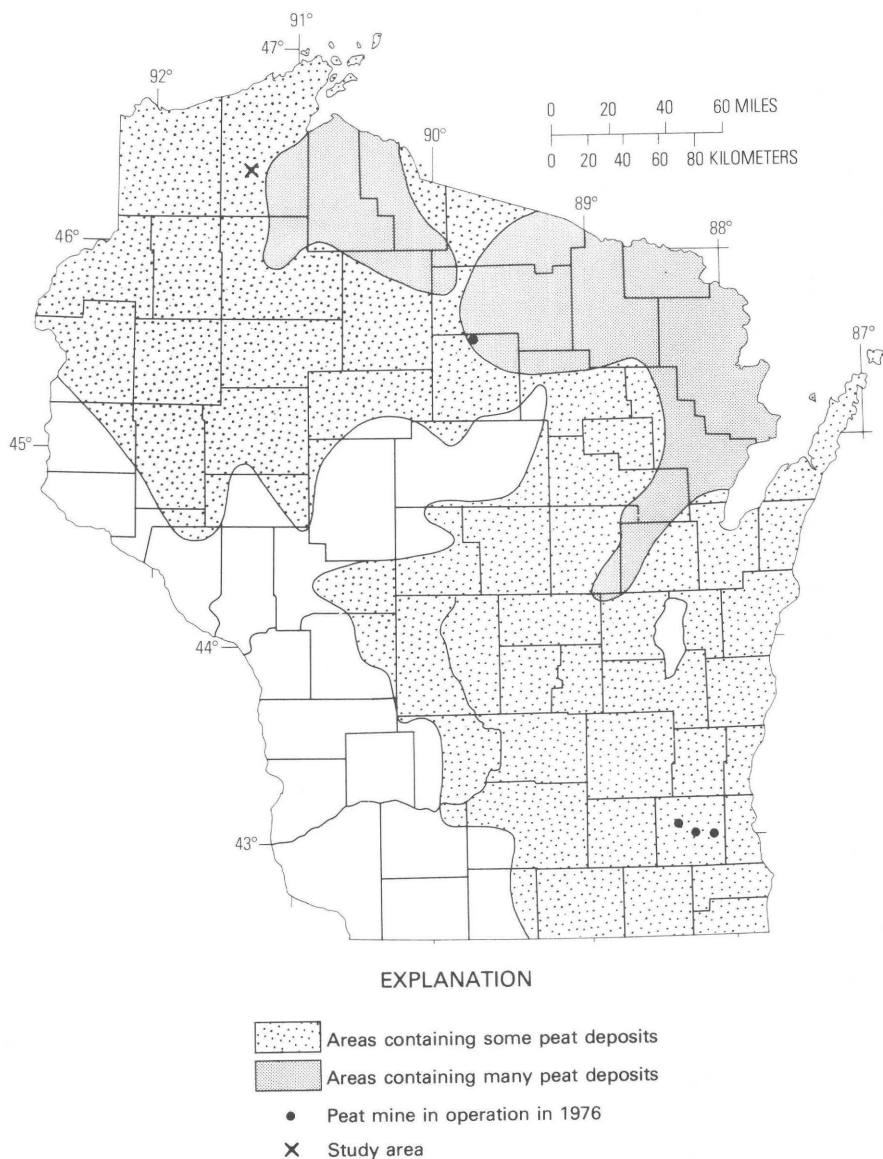 91°
47°
92°
0 20 40 60 MILES
0 20 40 60 80 KILOMETERS
90°
89°
88°
46°
87°
45°
44°
43°
EXPLANATION
Areas containing some peat deposits
Areas containing many peat deposits
Peat mine in operation in 1976
Study area